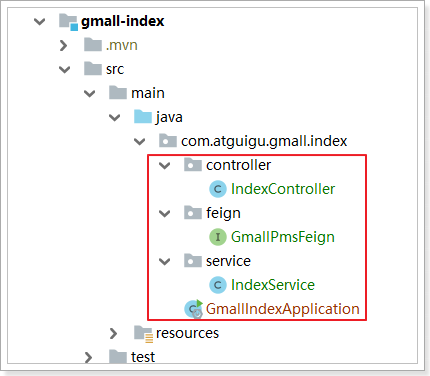 gmall-index
.mvn
src
main
java
com.atguigu.gmall.index
controller
IndexController
feign
GmallPmsFeign
service
IndexService
GmallIndexApplication
resources
test